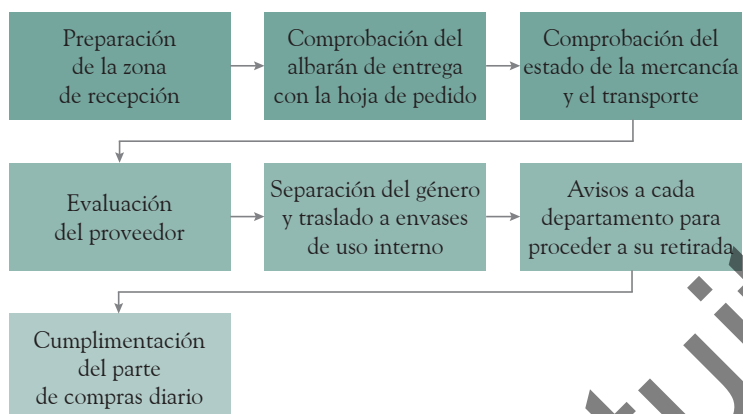 Preparación
de la zona
de recepción
Comprobación del
albarán de entrega
con la hoja de pedido
Comprobación del
estado de la mercancía
y el transporte
Evaluación
del proveedor
Separación del género
y traslado a envases
de uso interno
Avisos a cada
departamento para
proceder a su retirada
Cumplimentación
del parte
de compras diario